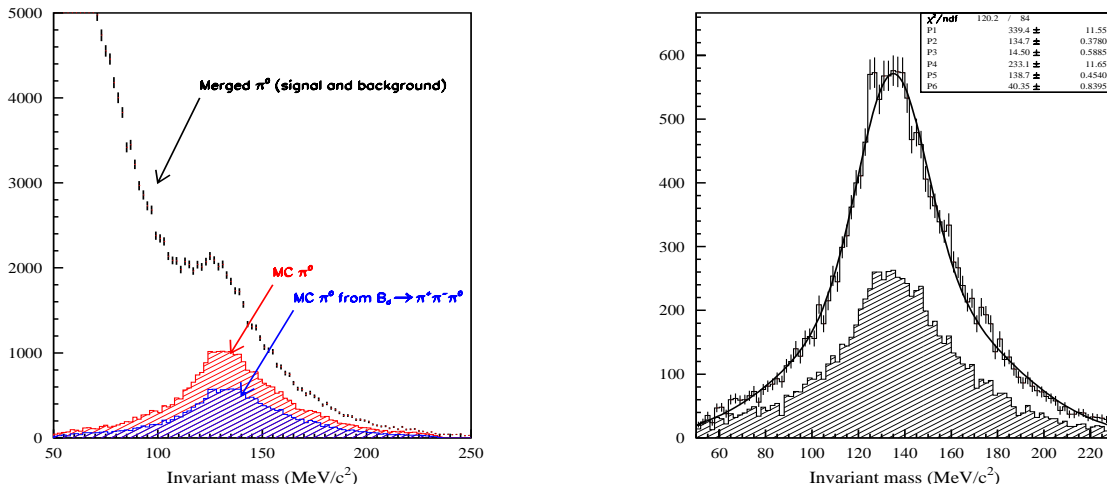 5000
4000
3000
2000
1000
0
50
100
150
200
250
Invariant mass (MeV/c²)
Merged π⁰ (signal and background)
MC π⁰
MC π⁰ from B_d → π⁺π⁻π⁰
χ²/ndf 120.2 / 84
P1 339.4 ± 11.55
P2 134.7 ± 0.3780
P3 14.50 ± 0.5885
P4 233.1 ± 11.65
P5 138.7 ± 0.4540
P6 40.35 ± 0.8395
600
500
400
300
200
100
0
60
80
100
120
140
160
180
200
220
Invariant mass (MeV/c²)